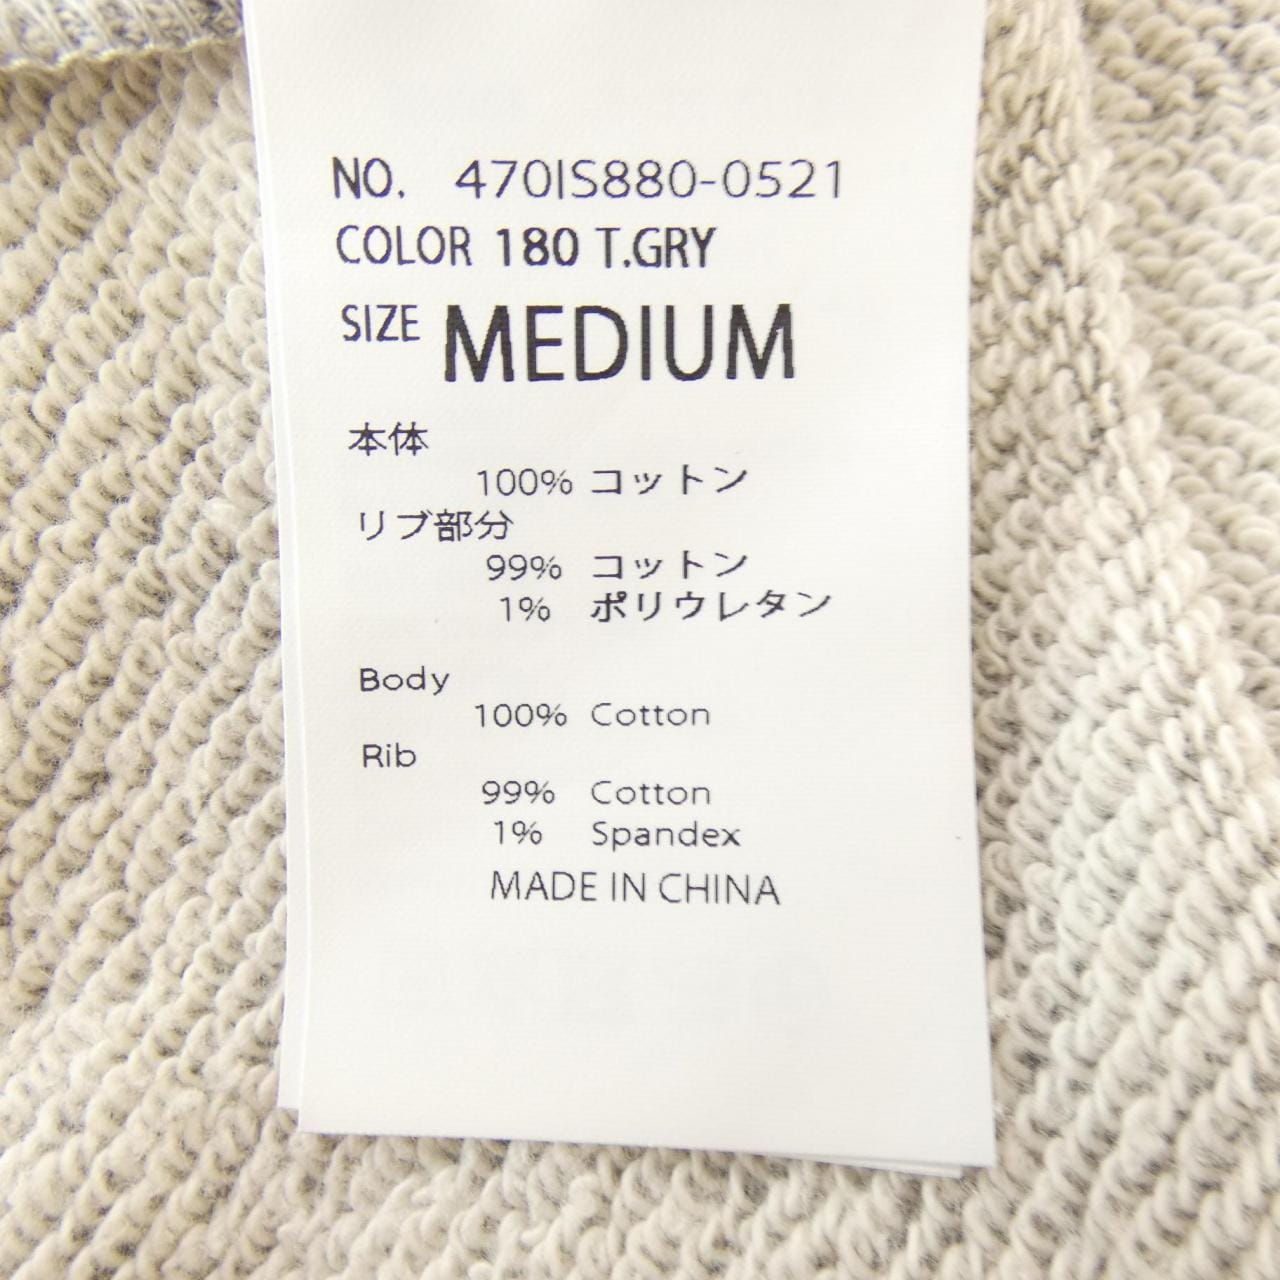 NO. 470IS880-0521
COLOR 180 T.GRY
SIZE MEDIUM
本体
100% コットン
リブ部分
99% コットン
1% ポリウレタン
Body
100% Cotton
Rib
99% Cotton
1% Spandex
MADE IN CHINA